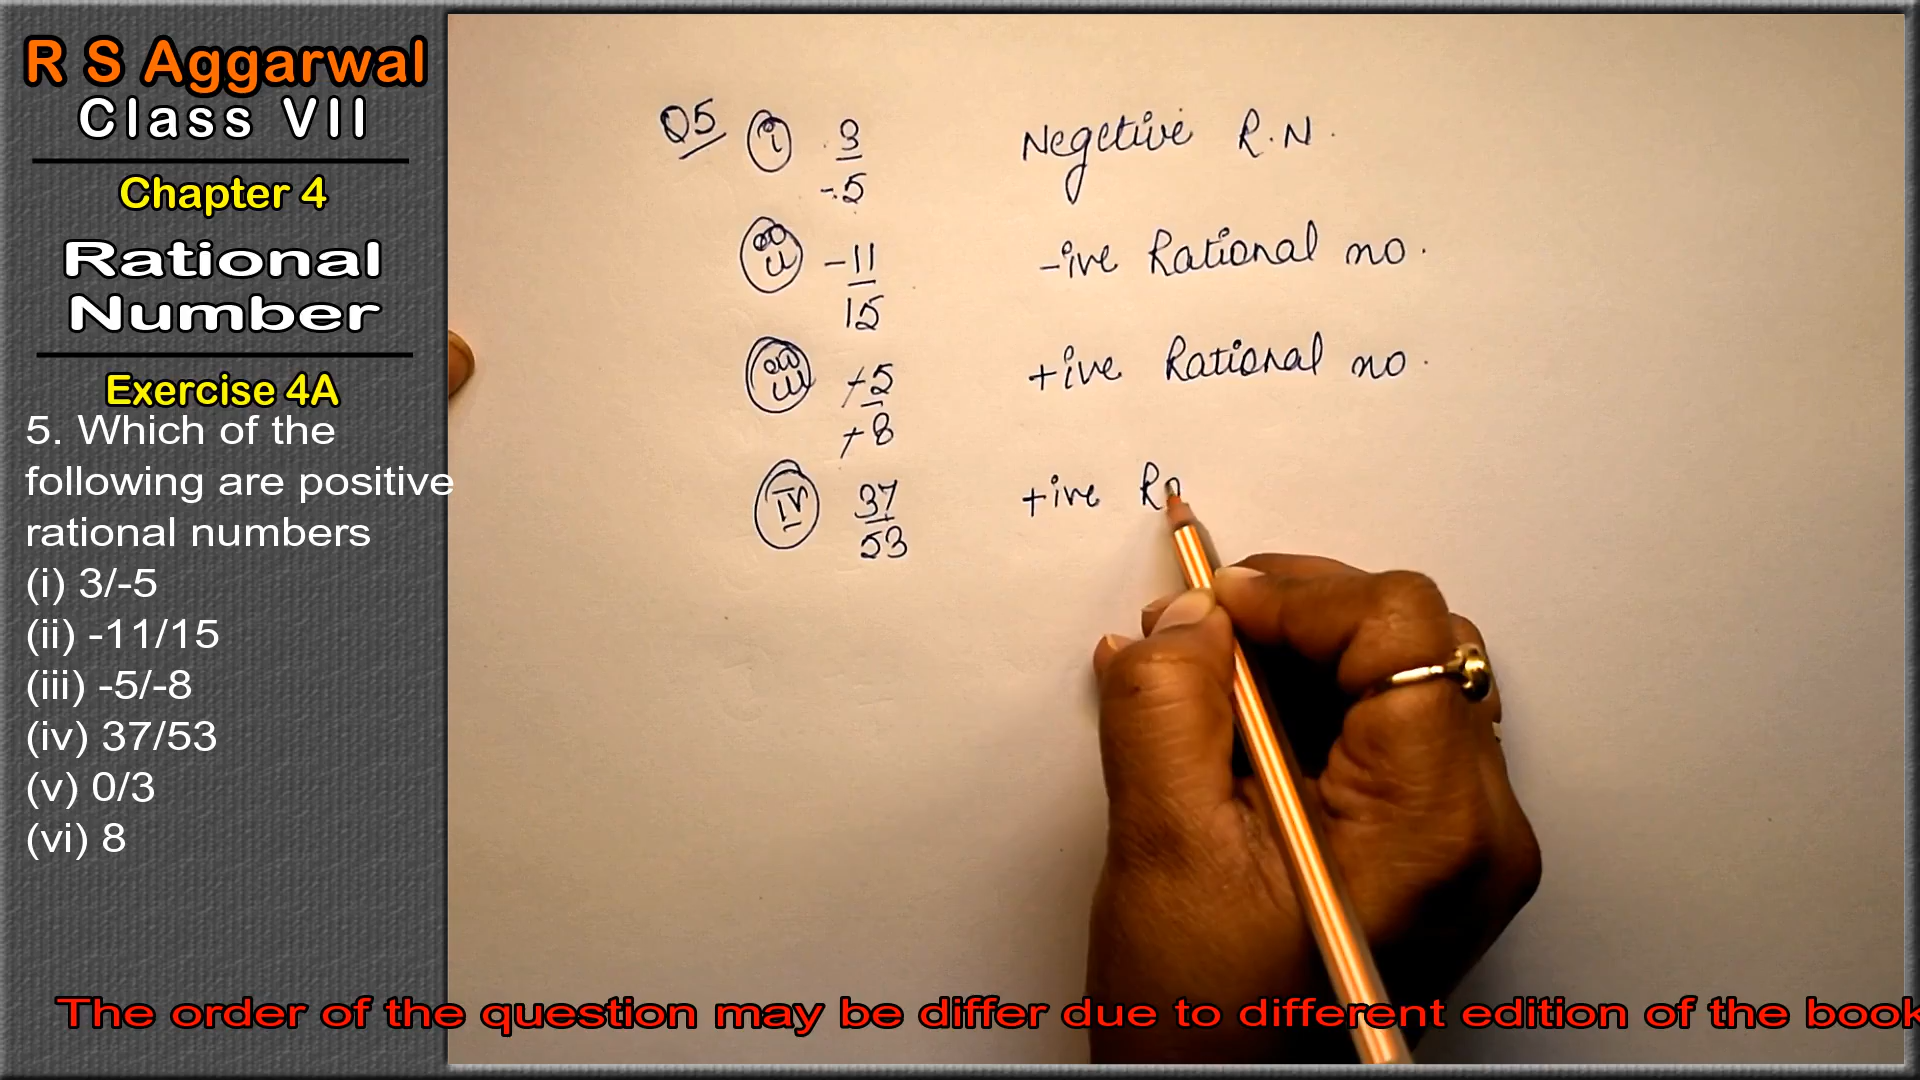 R S Aggarwal
Class VII
Chapter 4
Rational
Number
Exercise 4A
5. Which of the
following are positive
rational numbers
(i) 3/-5
(ii) -11/15
(iii) -5/-8
(iv) 37/53
(v) 0/3
(vi) 8
Q5 (i) 3/-5 Negetive R.N.
(ii) -11/15 -ive Rational no.
(iii) +5/+8 +ive Rational no.
(iv) 37/53 +ive Ra
The order of the question may be differ due to different edition of the book